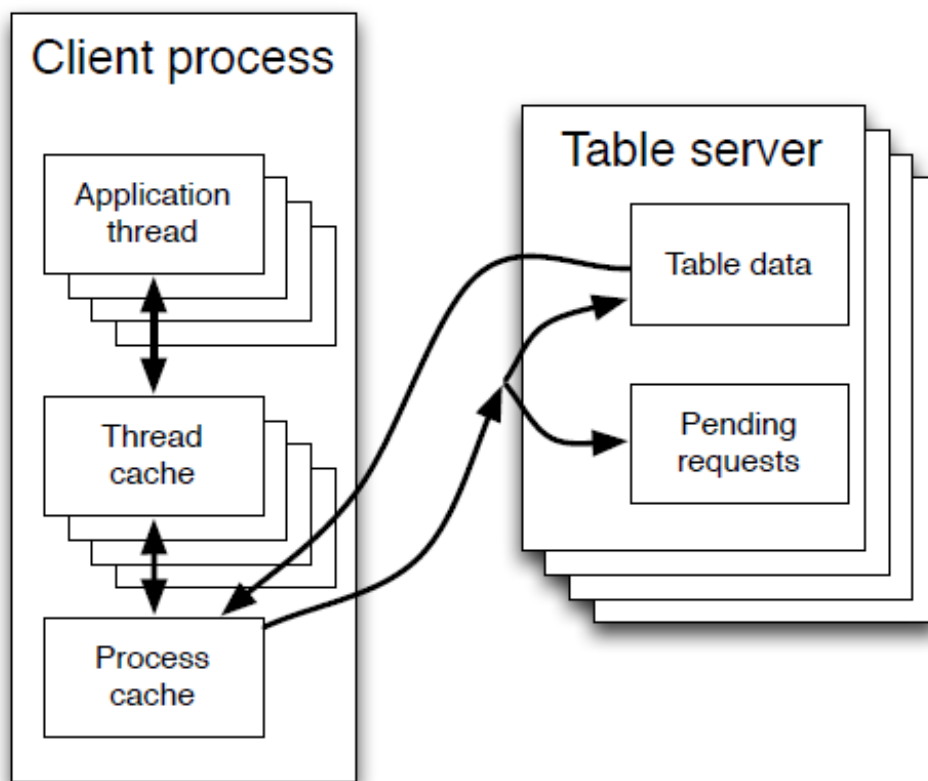 Client process
Application
thread
Thread
cache
Process
cache
Table server
Table data
Pending
requests